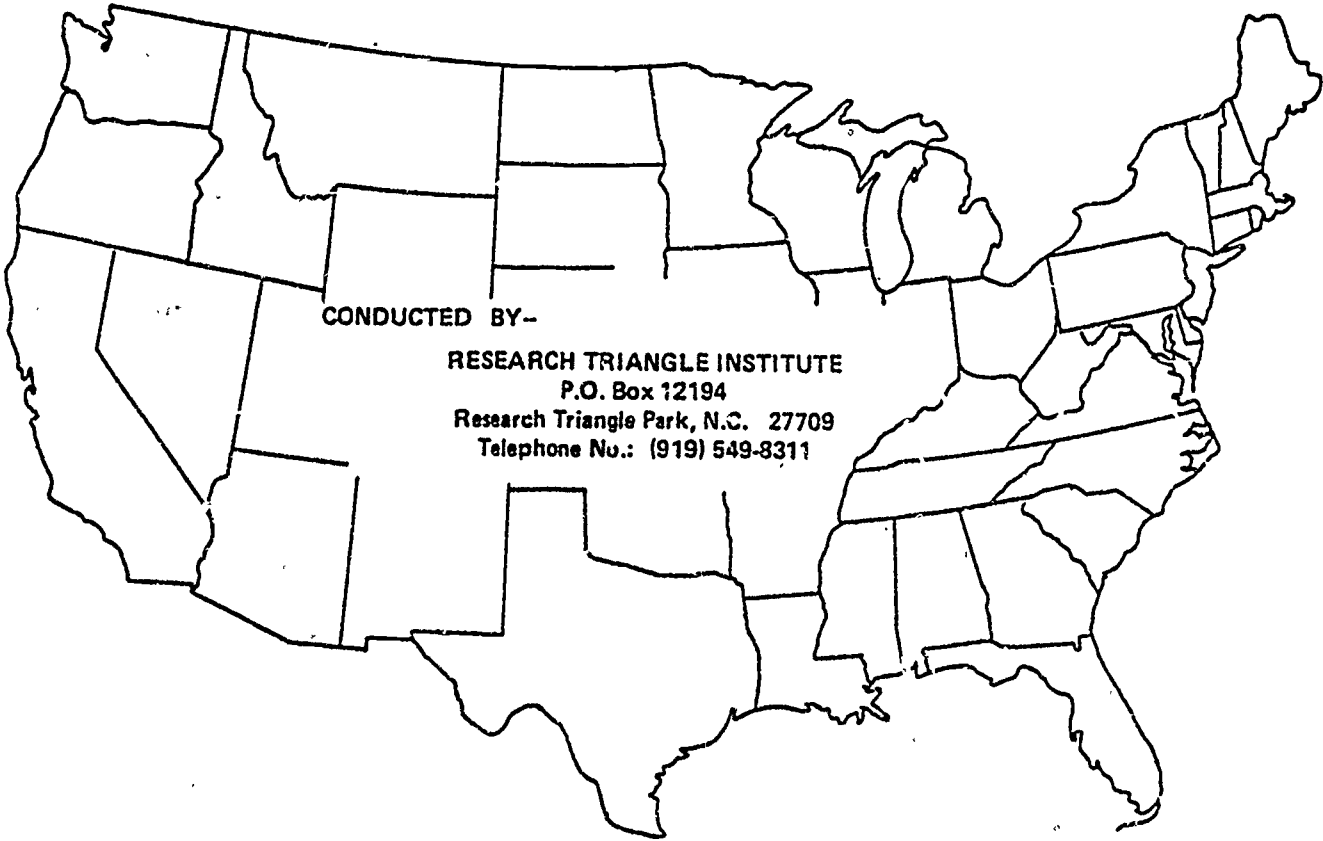 CONDUCTED BY–
RESEARCH TRIANGLE INSTITUTE
P.O. Box 12194
Research Triangle Park, N.C. 27709
Telephone No.: (919) 549-8311